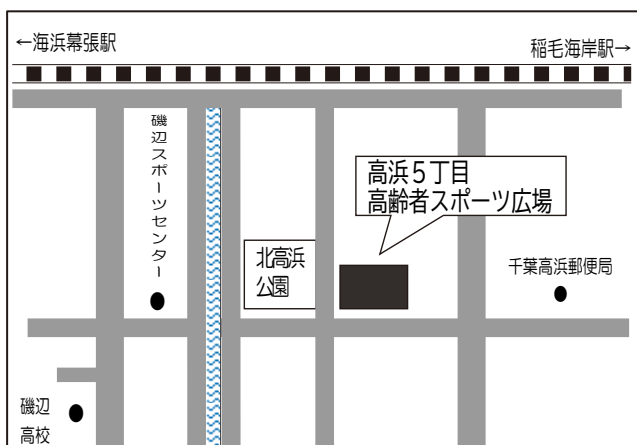 ←海浜幕張駅
稲毛海岸駅→
磯辺スポーツセンター
高浜５丁目
高齢者スポーツ広場
北高浜
公園
千葉高浜郵便局
磯辺
高校